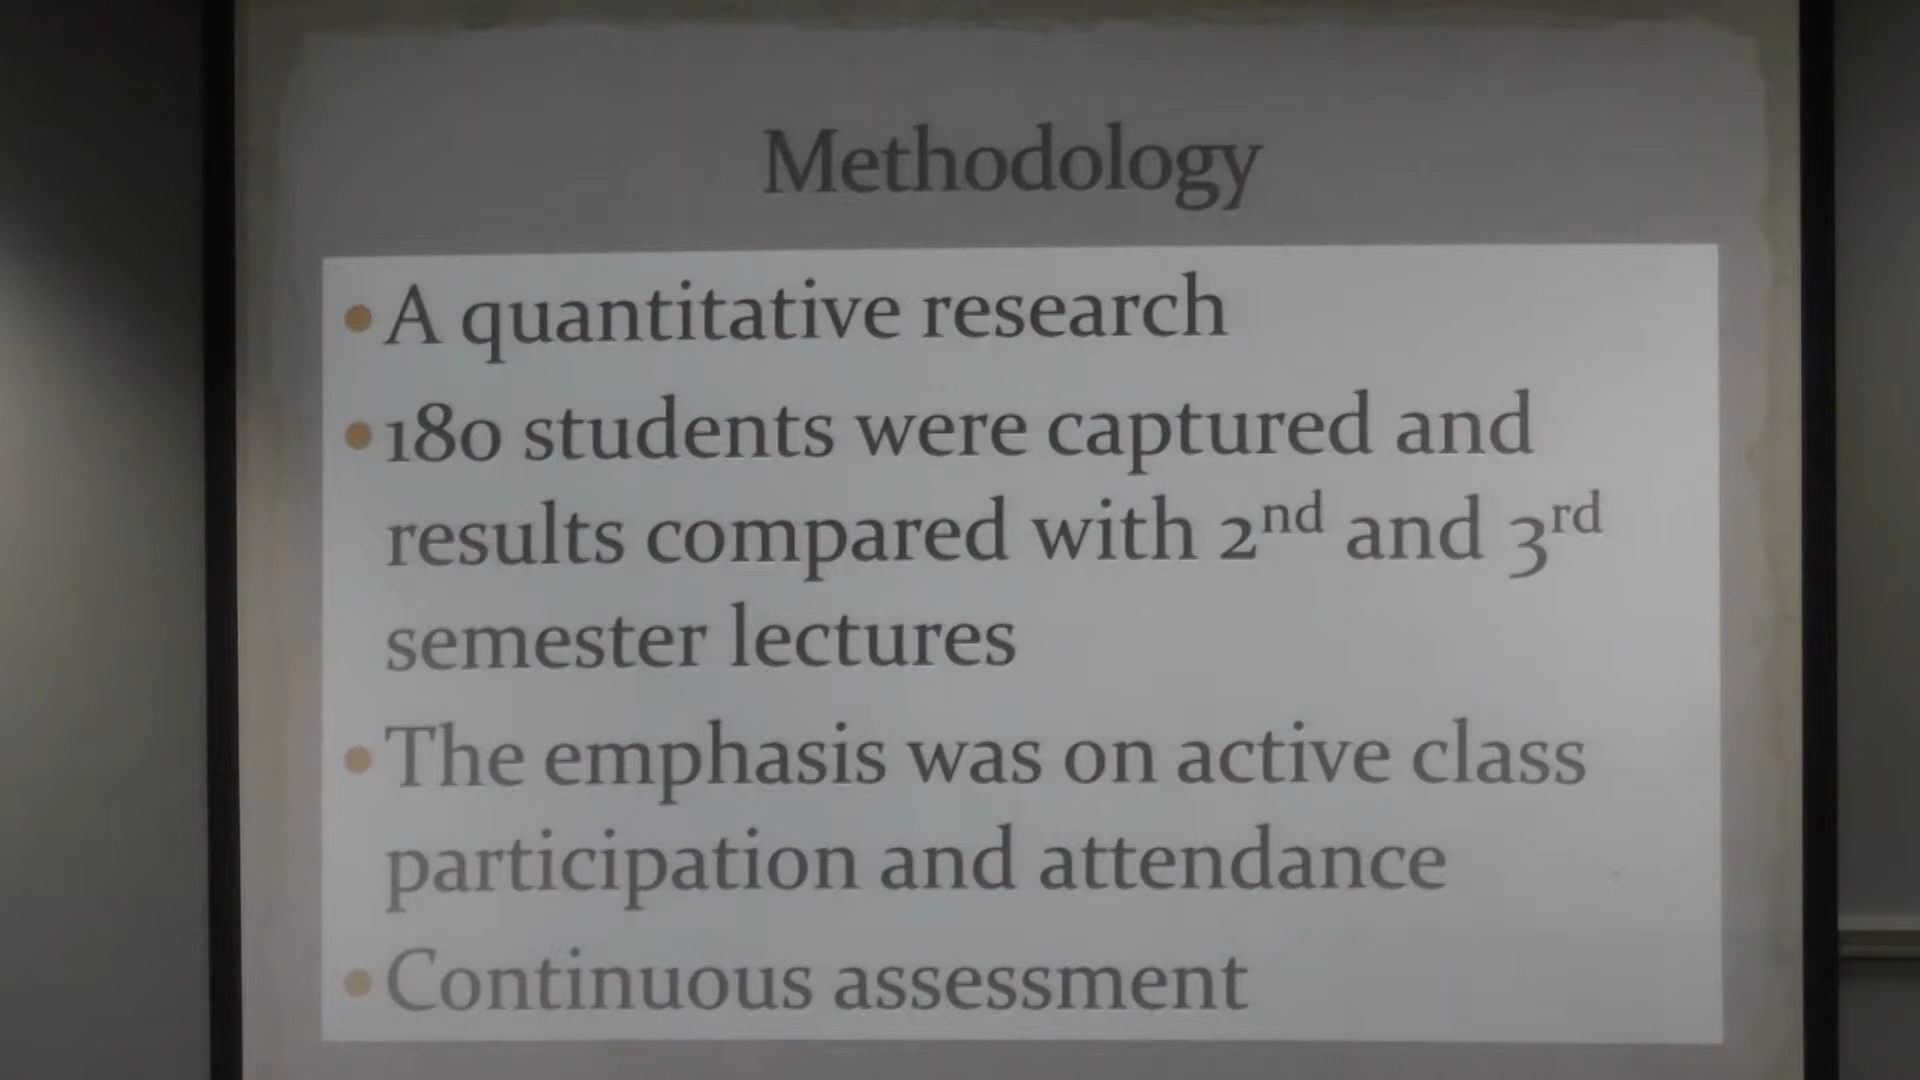 Methodology
• A quantitative research
• 180 students were captured and
results compared with 2nd and 3rd
semester lectures
• The emphasis was on active class
participation and attendance
• Continuous assessment